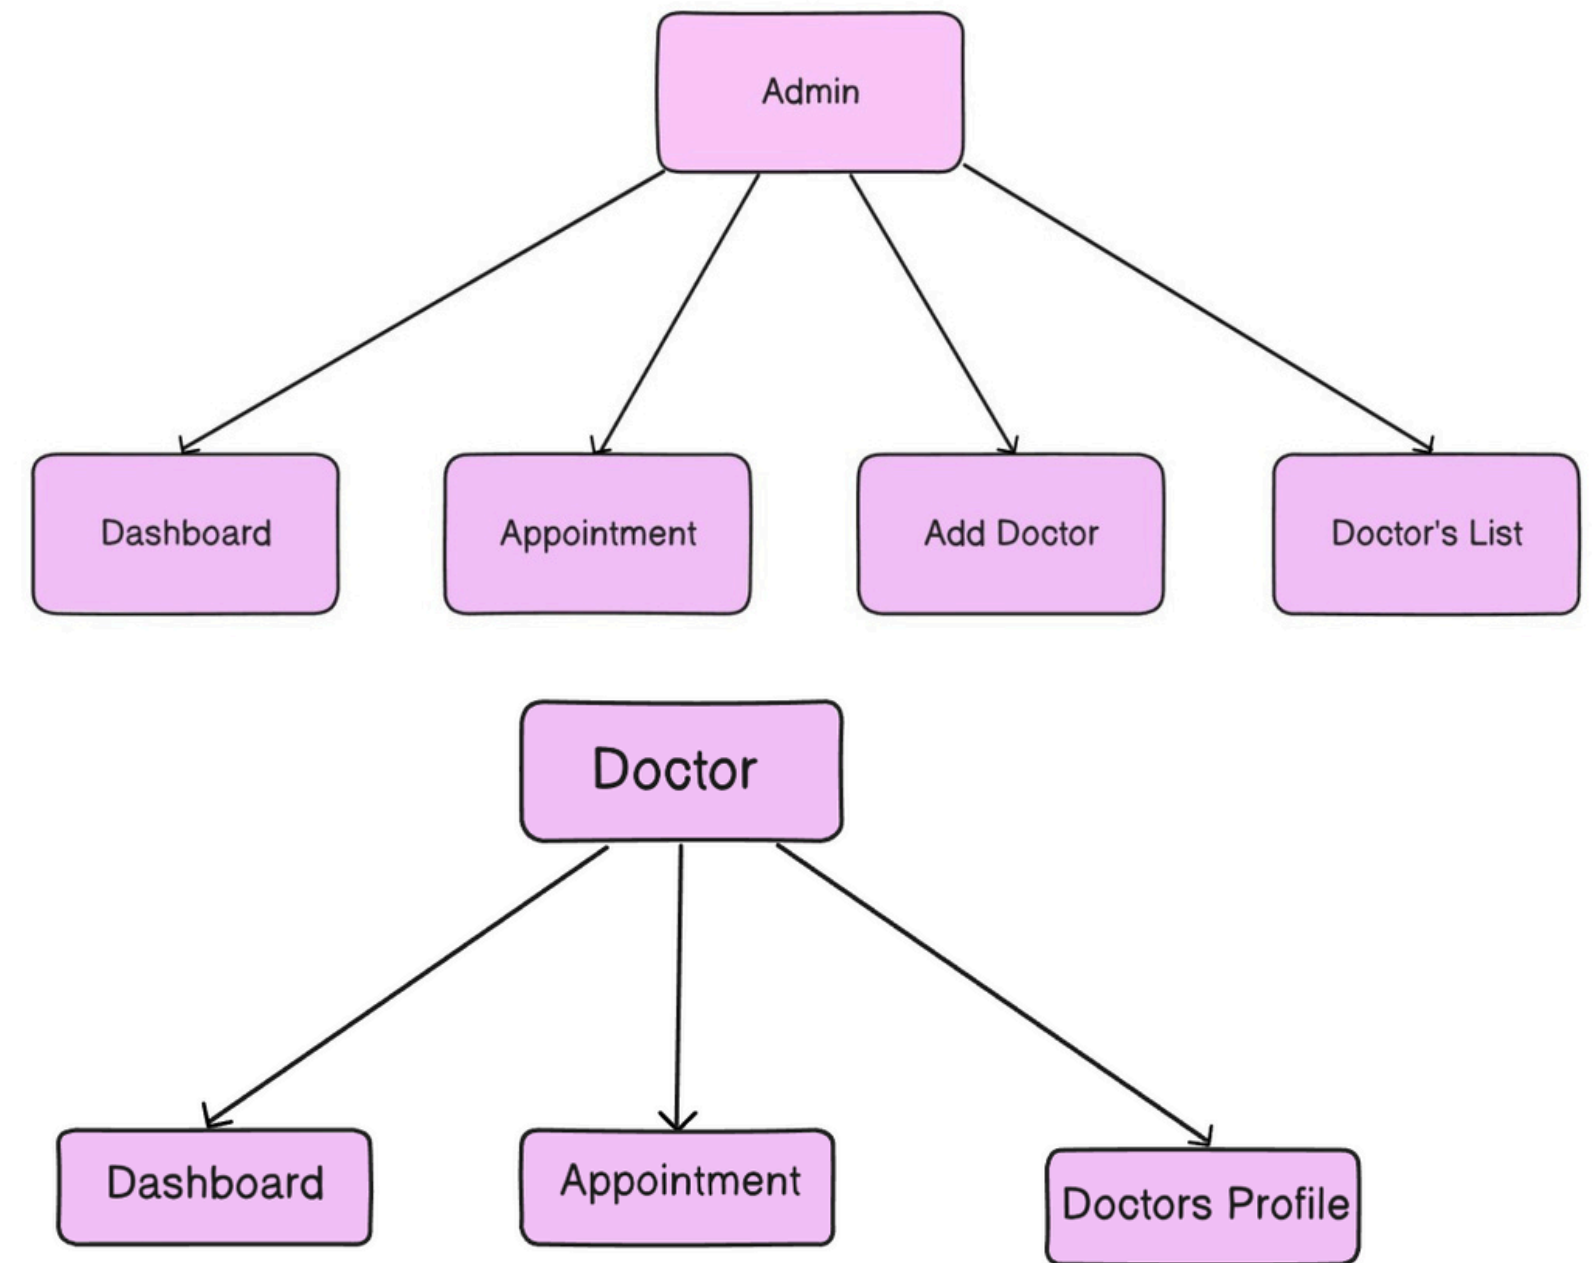 Admin
Dashboard
Appointment
Add Doctor
Doctor's List
Doctor
Dashboard
Appointment
Doctors Profile